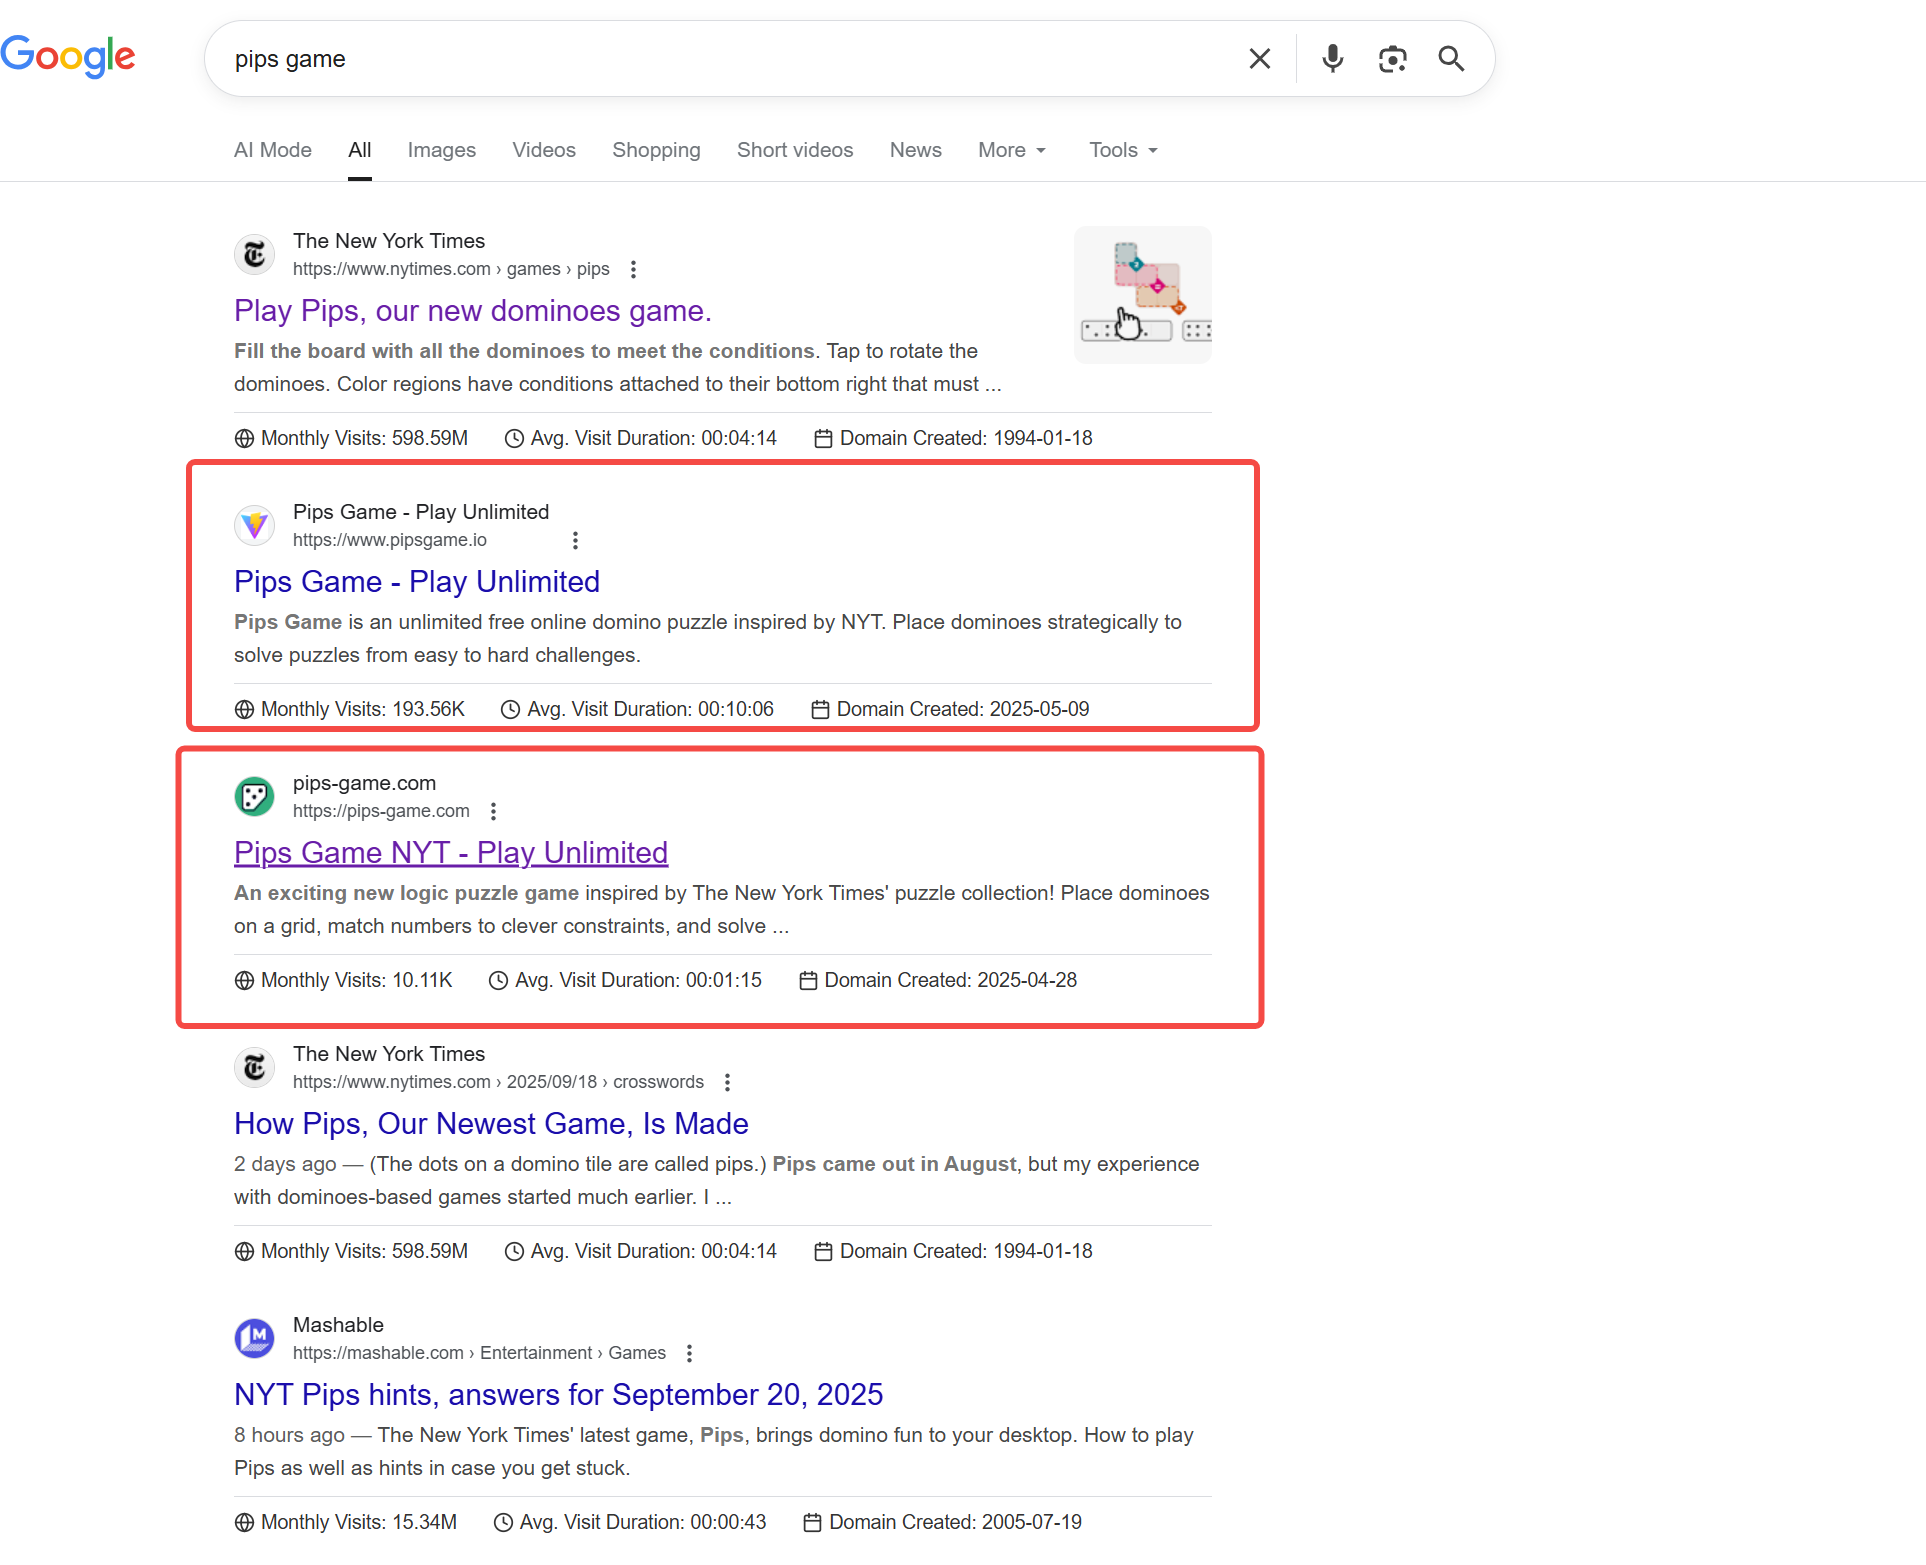 Google
pips game
AI Mode All Images Videos Shopping Short videos News More Tools
The New York Times
https://www.nytimes.com › games › pips
Play Pips, our new dominoes game.
Fill the board with all the dominoes to meet the conditions. Tap to rotate the
dominoes. Color regions have conditions attached to their bottom right that must ...
Monthly Visits: 598.59M Avg. Visit Duration: 00:04:14 Domain Created: 1994-01-18
Pips Game - Play Unlimited
https://www.pipsgame.io
Pips Game - Play Unlimited
Pips Game is an unlimited free online domino puzzle inspired by NYT. Place dominoes strategically to
solve puzzles from easy to hard challenges.
Monthly Visits: 193.56K Avg. Visit Duration: 00:10:06 Domain Created: 2025-05-09
pips-game.com
https://pips-game.com
Pips Game NYT - Play Unlimited
An exciting new logic puzzle game inspired by The New York Times' puzzle collection! Place dominoes
on a grid, match numbers to clever constraints, and solve ...
Monthly Visits: 10.11K Avg. Visit Duration: 00:01:15 Domain Created: 2025-04-28
The New York Times
https://www.nytimes.com › 2025/09/18 › crosswords
How Pips, Our Newest Game, Is Made
2 days ago — (The dots on a domino tile are called pips.) Pips came out in August, but my experience
with dominoes-based games started much earlier. I ...
Monthly Visits: 598.59M Avg. Visit Duration: 00:04:14 Domain Created: 1994-01-18
Mashable
https://mashable.com › Entertainment › Games
NYT Pips hints, answers for September 20, 2025
8 hours ago — The New York Times' latest game, Pips, brings domino fun to your desktop. How to play
Pips as well as hints in case you get stuck.
Monthly Visits: 15.34M Avg. Visit Duration: 00:00:43 Domain Created: 2005-07-19